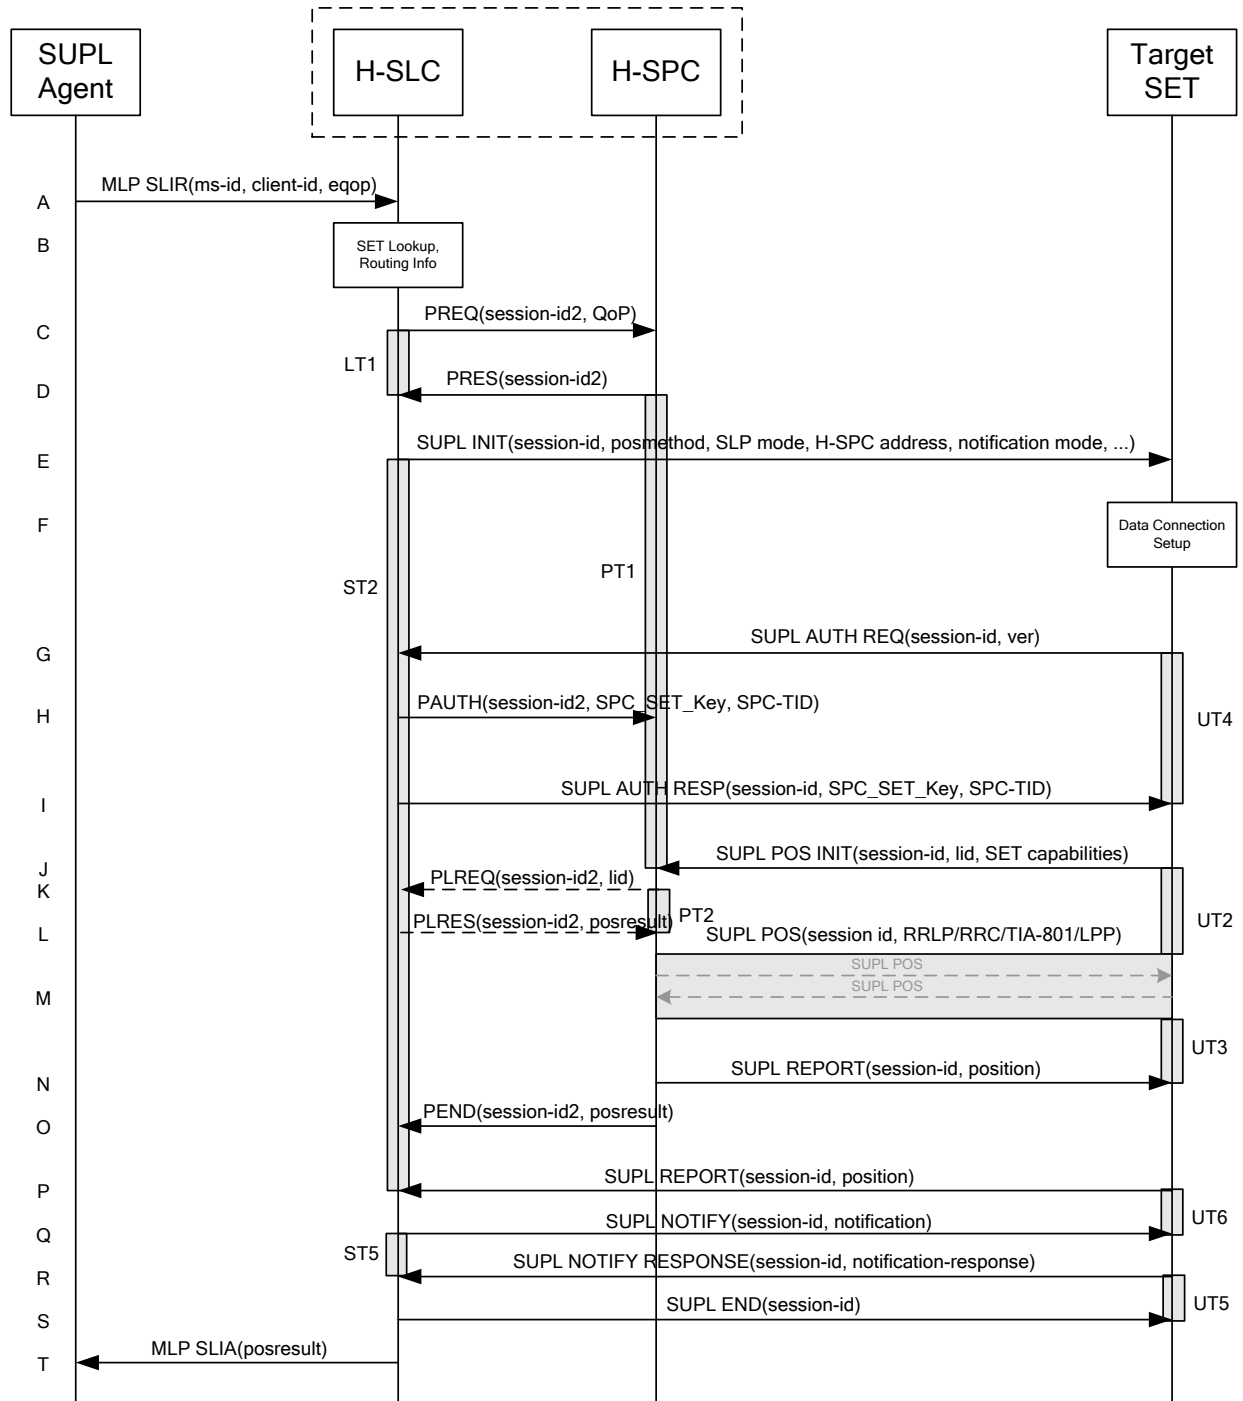 SUPL
Agent
H-SLC
H-SPC
Target
SET
MLP SLIR(ms-id, client-id, eqop)
A
B
SET Lookup,
Routing Info
PREQ(session-id2, QoP)
C
LT1
PRES(session-id2)
D
SUPL INIT(session-id, posmethod, SLP mode, H-SPC address, notification mode, ...)
E
F
Data Connection
Setup
PT1
ST2
SUPL AUTH REQ(session-id, ver)
G
PAUTH(session-id2, SPC_SET_Key, SPC-TID)
H
UT4
SUPL AUTH RESP(session-id, SPC_SET_Key, SPC-TID)
I
SUPL POS INIT(session-id, lid, SET capabilities)
J
PLREQ(session-id2, lid)
K
PLRES(session-id2, posresult)
PT2
UT2
L
SUPL POS(session id, RRLP/RRC/TIA-801/LPP)
SUPL POS
SUPL POS
M
UT3
SUPL REPORT(session-id, position)
N
PEND(session-id2, posresult)
O
SUPL REPORT(session-id, position)
P
SUPL NOTIFY(session-id, notification)
UT6
Q
ST5
SUPL NOTIFY RESPONSE(session-id, notification-response)
R
SUPL END(session-id)
UT5
S
MLP SLIA(posresult)
T